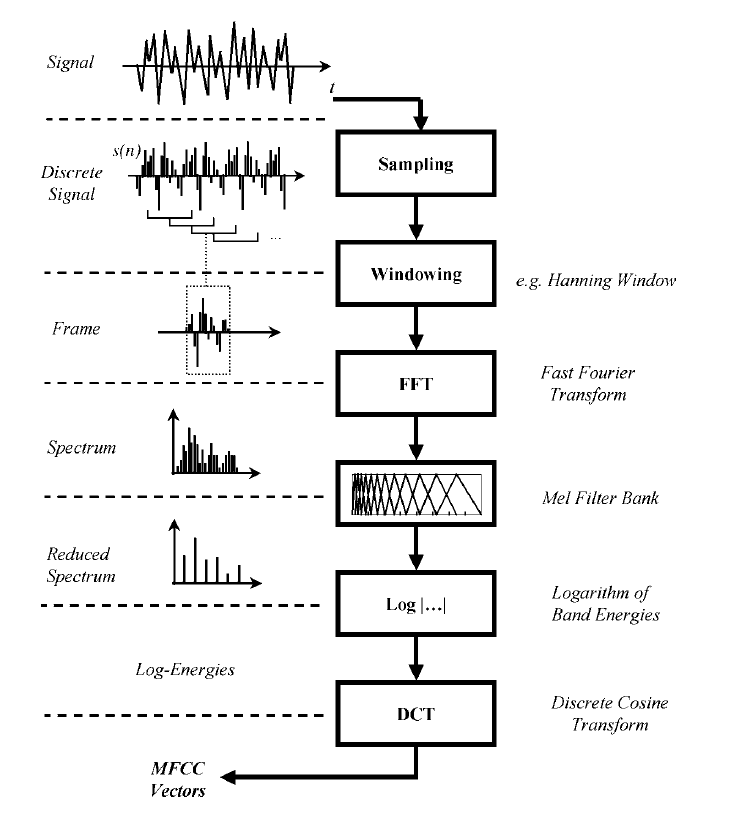 Signal
t
s(n)
Sampling
Discrete
Signal
...
Windowing
e.g. Hanning Window
Frame
FFT
Fast Fourier
Transform
Spectrum
Mel Filter Bank
Reduced
Spectrum
Log |…|
Logarithm of
Band Energies
Log-Energies
DCT
Discrete Cosine
Transform
MFCC
Vectors